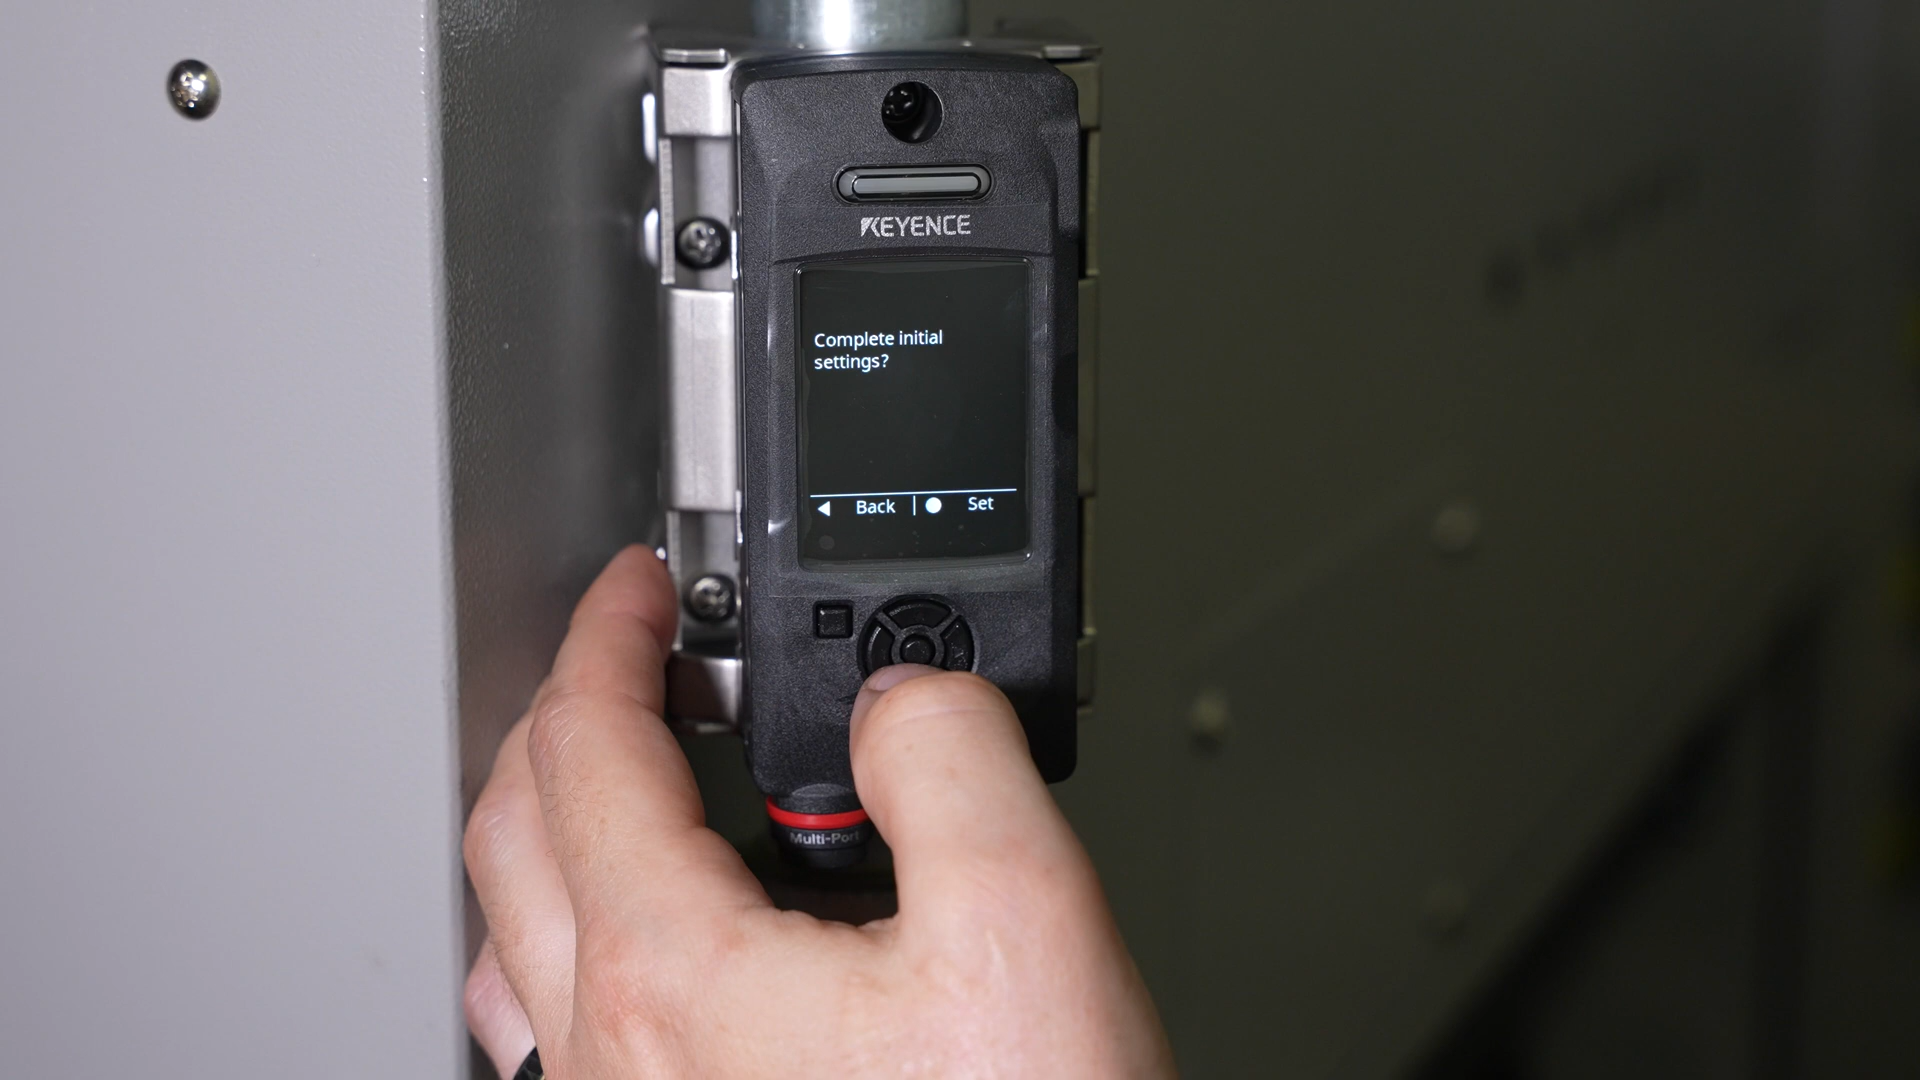 KEYENCE
Complete initial
settings?
◀ Back | ● Set
Multi-Port